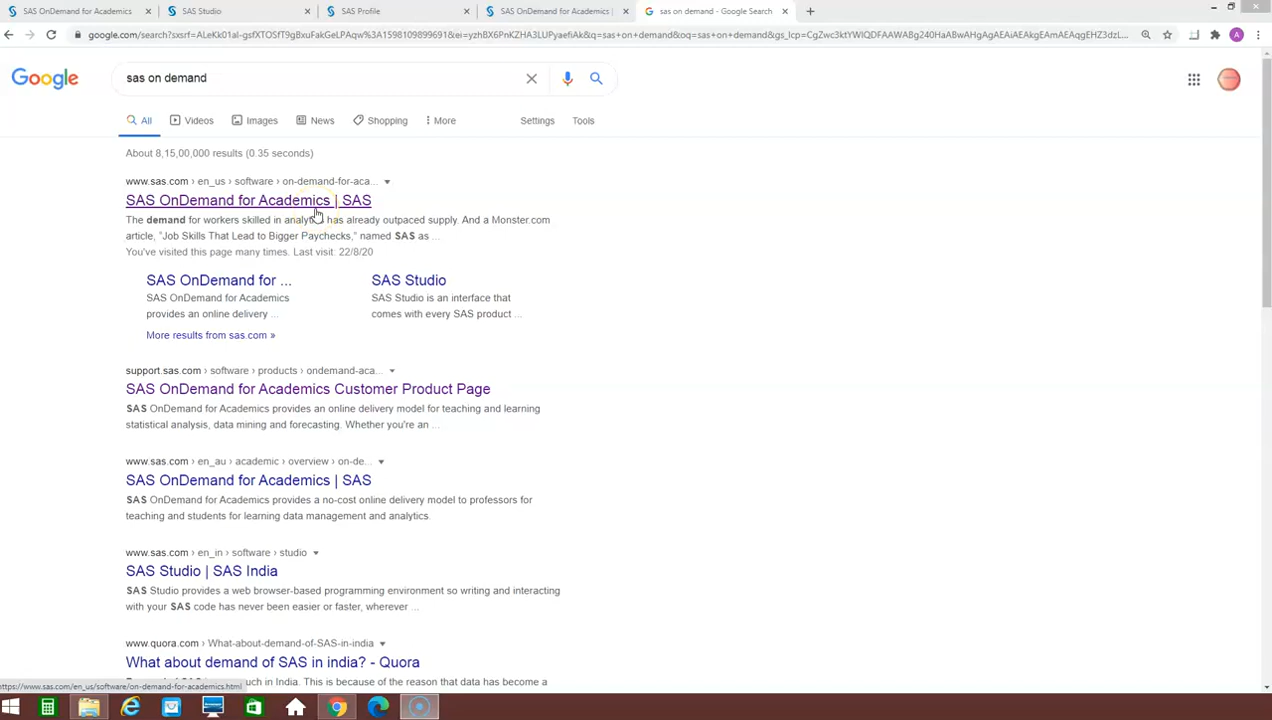 SAS OnDemand for Academics
SAS Studio
SAS Profile
SAS OnDemand for Academics |
sas on demand - Google Search
google.com/search?sxsrf=ALeKk01al-gsfXTOSfT9gBxuFakGeLPAqw%3A1598109899691&ei=yzhBX6PnKZHA3LUPyaefiAk&q=sas+on+demand&oq=sas+on+demand&gs_lcp=CgZwc3ktYWIQDFAAWAB...
A
Google
sas on demand
All
Videos
Images
News
Shopping
More
Settings
Tools
About 8,15,00,000 results (0.35 seconds)
www.sas.com › en_us › software › on-demand-for-aca...
SAS OnDemand for Academics | SAS
The demand for workers skilled in analytics has already outpaced supply. And a Monster.com
article, "Job Skills That Lead to Bigger Paychecks," named SAS as ...
You've visited this page many times. Last visit: 22/8/20
SAS OnDemand for ...
SAS Studio
SAS OnDemand for Academics
SAS Studio is an interface that
provides an online delivery ...
comes with every SAS product ...
More results from sas.com »
support.sas.com › software › products › ondemand-aca...
SAS OnDemand for Academics Customer Product Page
SAS OnDemand for Academics provides an online delivery model for teaching and learning
statistical analysis, data mining and forecasting. Whether you're an ...
www.sas.com › en_au › academic › overview › on-de...
SAS OnDemand for Academics | SAS
SAS OnDemand for Academics provides a no-cost online delivery model to professors for
teaching and students for learning data management and analytics.
www.sas.com › en_in › software › studio
SAS Studio | SAS India
SAS Studio provides a web browser-based programming environment so writing and interacting
with your SAS code has never been easier or faster, wherever ...
www.quora.com › What-about-demand-of-SAS-in-india
What about demand of SAS in india? - Quora
uch in India. This is because of the reason that data has become a
https://www.sas.com/en_us/software/on-demand-for-academics.html